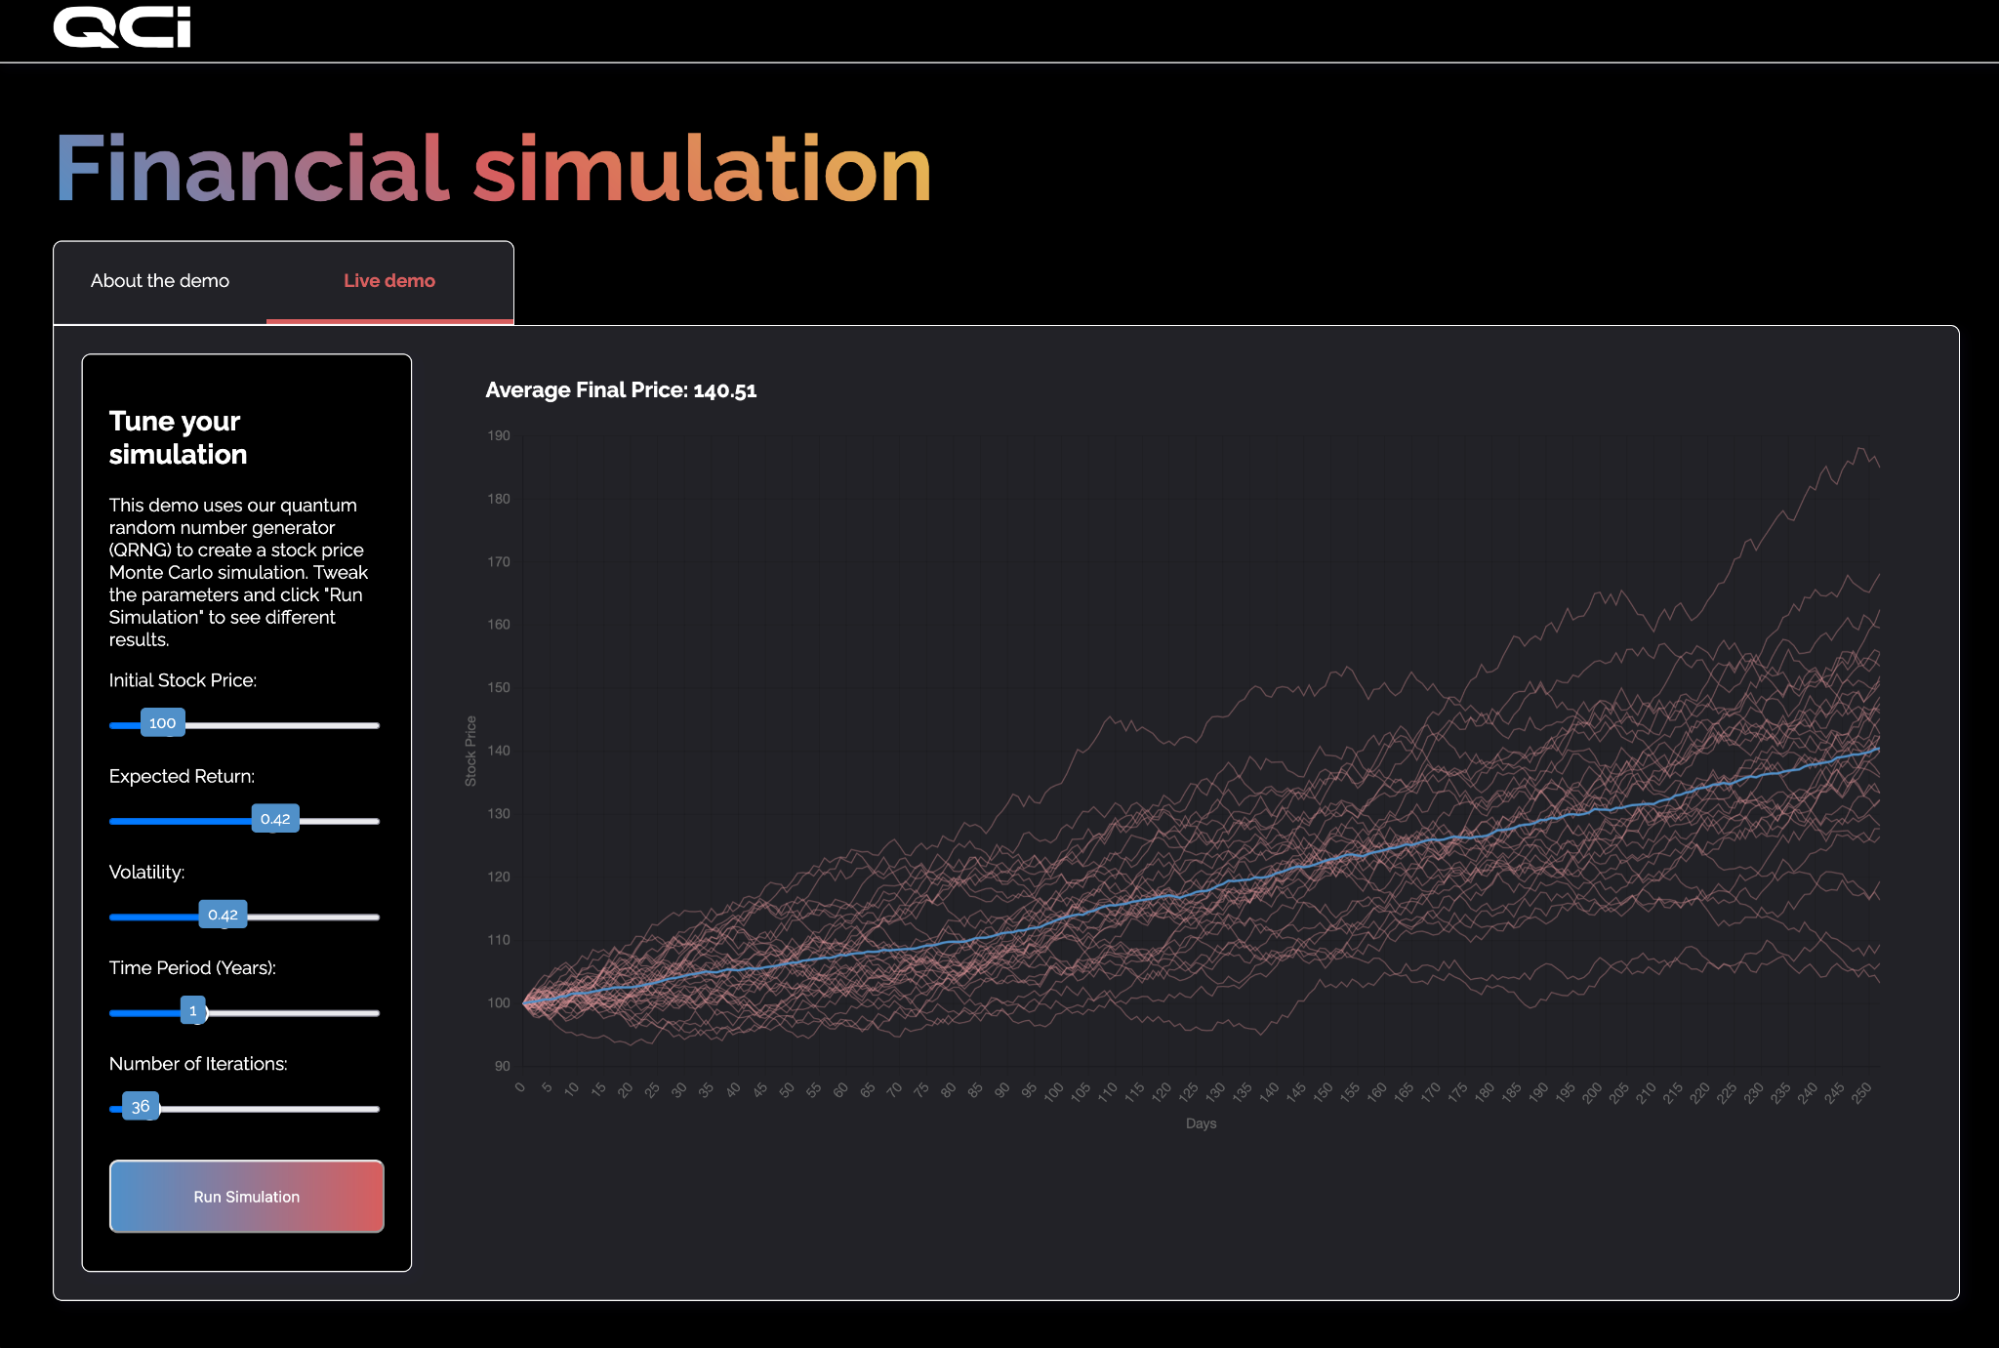 QCi
Financial simulation
About the demo
Live demo
Tune your
simulation
This demo uses our quantum
random number generator
(QRNG) to create a stock price
Monte Carlo simulation. Tweak
the parameters and click "Run
Simulation" to see different
results.
Initial Stock Price:
100
Expected Return:
0.42
Volatility:
0.42
Time Period (Years):
1
Number of Iterations:
36
Run Simulation
Average Final Price: 140.51
190
180
170
160
150
140
130
120
110
100
90
Stock Price
0 5 10 15 20 25 30 35 40 45 50 55 60 65 70 75 80 85 90 95 100 105 110 115 120 125 130 135 140 145 150 155 160 165 170 175 180 185 190 195 200 205 210 215 220 225 230 235 240 245 250
Days